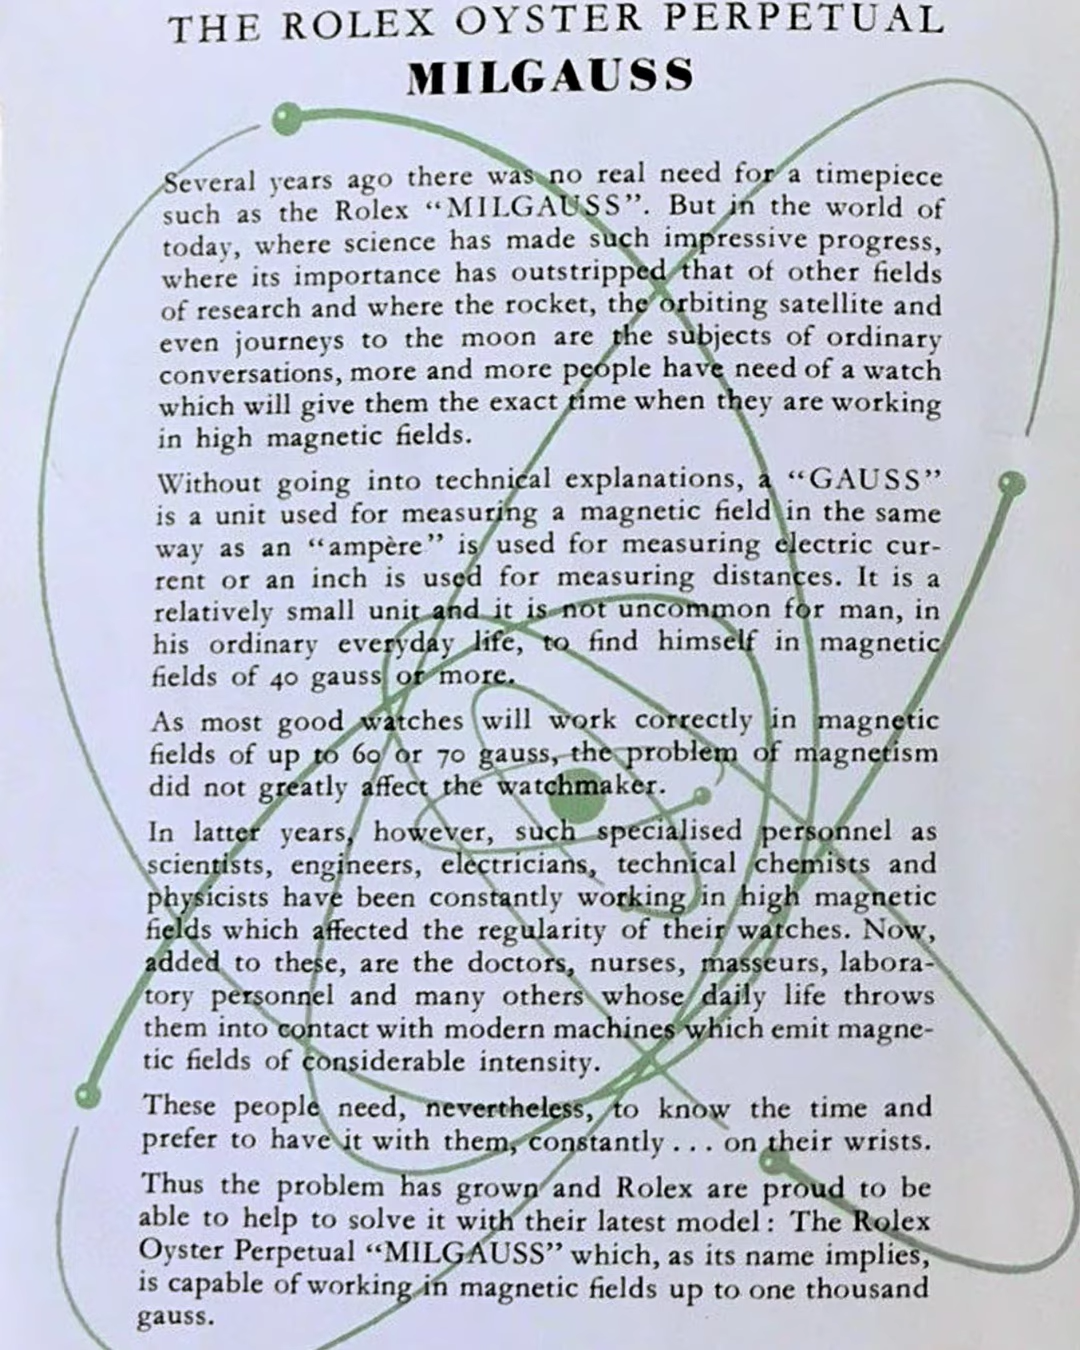 THE ROLEX OYSTER PERPETUAL
MILGAUSS
Several years ago there was no real need for a timepiece
such as the Rolex “MILGAUSS”. But in the world of
today, where science has made such impressive progress,
where its importance has outstripped that of other fields
of research and where the rocket, the orbiting satellite and
even journeys to the moon are the subjects of ordinary
conversations, more and more people have need of a watch
which will give them the exact time when they are working
in high magnetic fields.
Without going into technical explanations, a “GAUSS”
is a unit used for measuring a magnetic field in the same
way as an “ampère” is used for measuring electric cur-
rent or an inch is used for measuring distances. It is a
relatively small unit and it is not uncommon for man, in
his ordinary everyday life, to find himself in magnetic
fields of 40 gauss or more.
As most good watches will work correctly in magnetic
fields of up to 60 or 70 gauss, the problem of magnetism
did not greatly affect the watchmaker.
In latter years, however, such specialised personnel as
scientists, engineers, electricians, technical chemists and
physicists have been constantly working in high magnetic
fields which affected the regularity of their watches. Now,
added to these, are the doctors, nurses, masseurs, labora-
tory personnel and many others whose daily life throws
them into contact with modern machines which emit magne-
tic fields of considerable intensity.
These people need, nevertheless, to know the time and
prefer to have it with them, constantly . . . on their wrists.
Thus the problem has grown and Rolex are proud to be
able to help to solve it with their latest model : The Rolex
Oyster Perpetual “MILGAUSS” which, as its name implies,
is capable of working in magnetic fields up to one thousand
gauss.